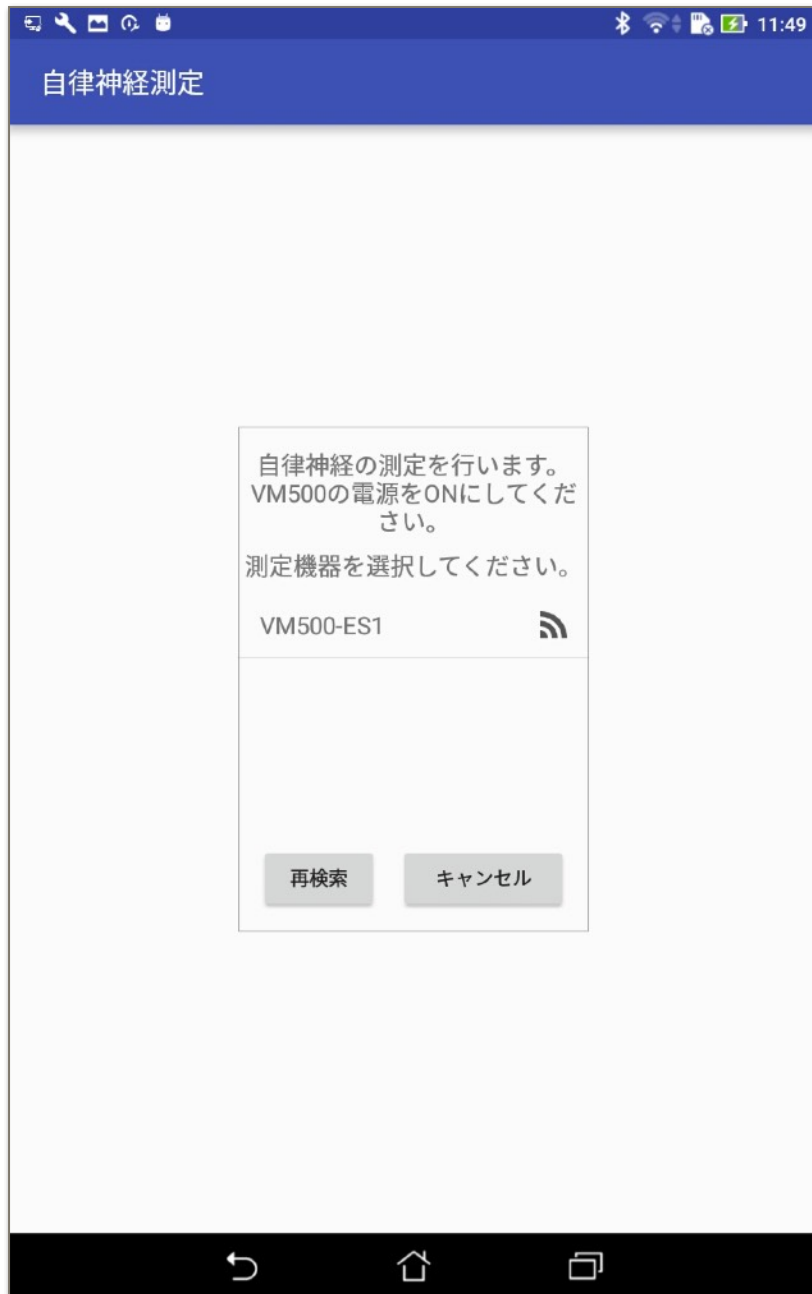 11:49
自律神経測定
自律神経の測定を行います。
VM500の電源をONにしてくだ
さい。
測定機器を選択してください。
VM500-ES1
再検索 キャンセル